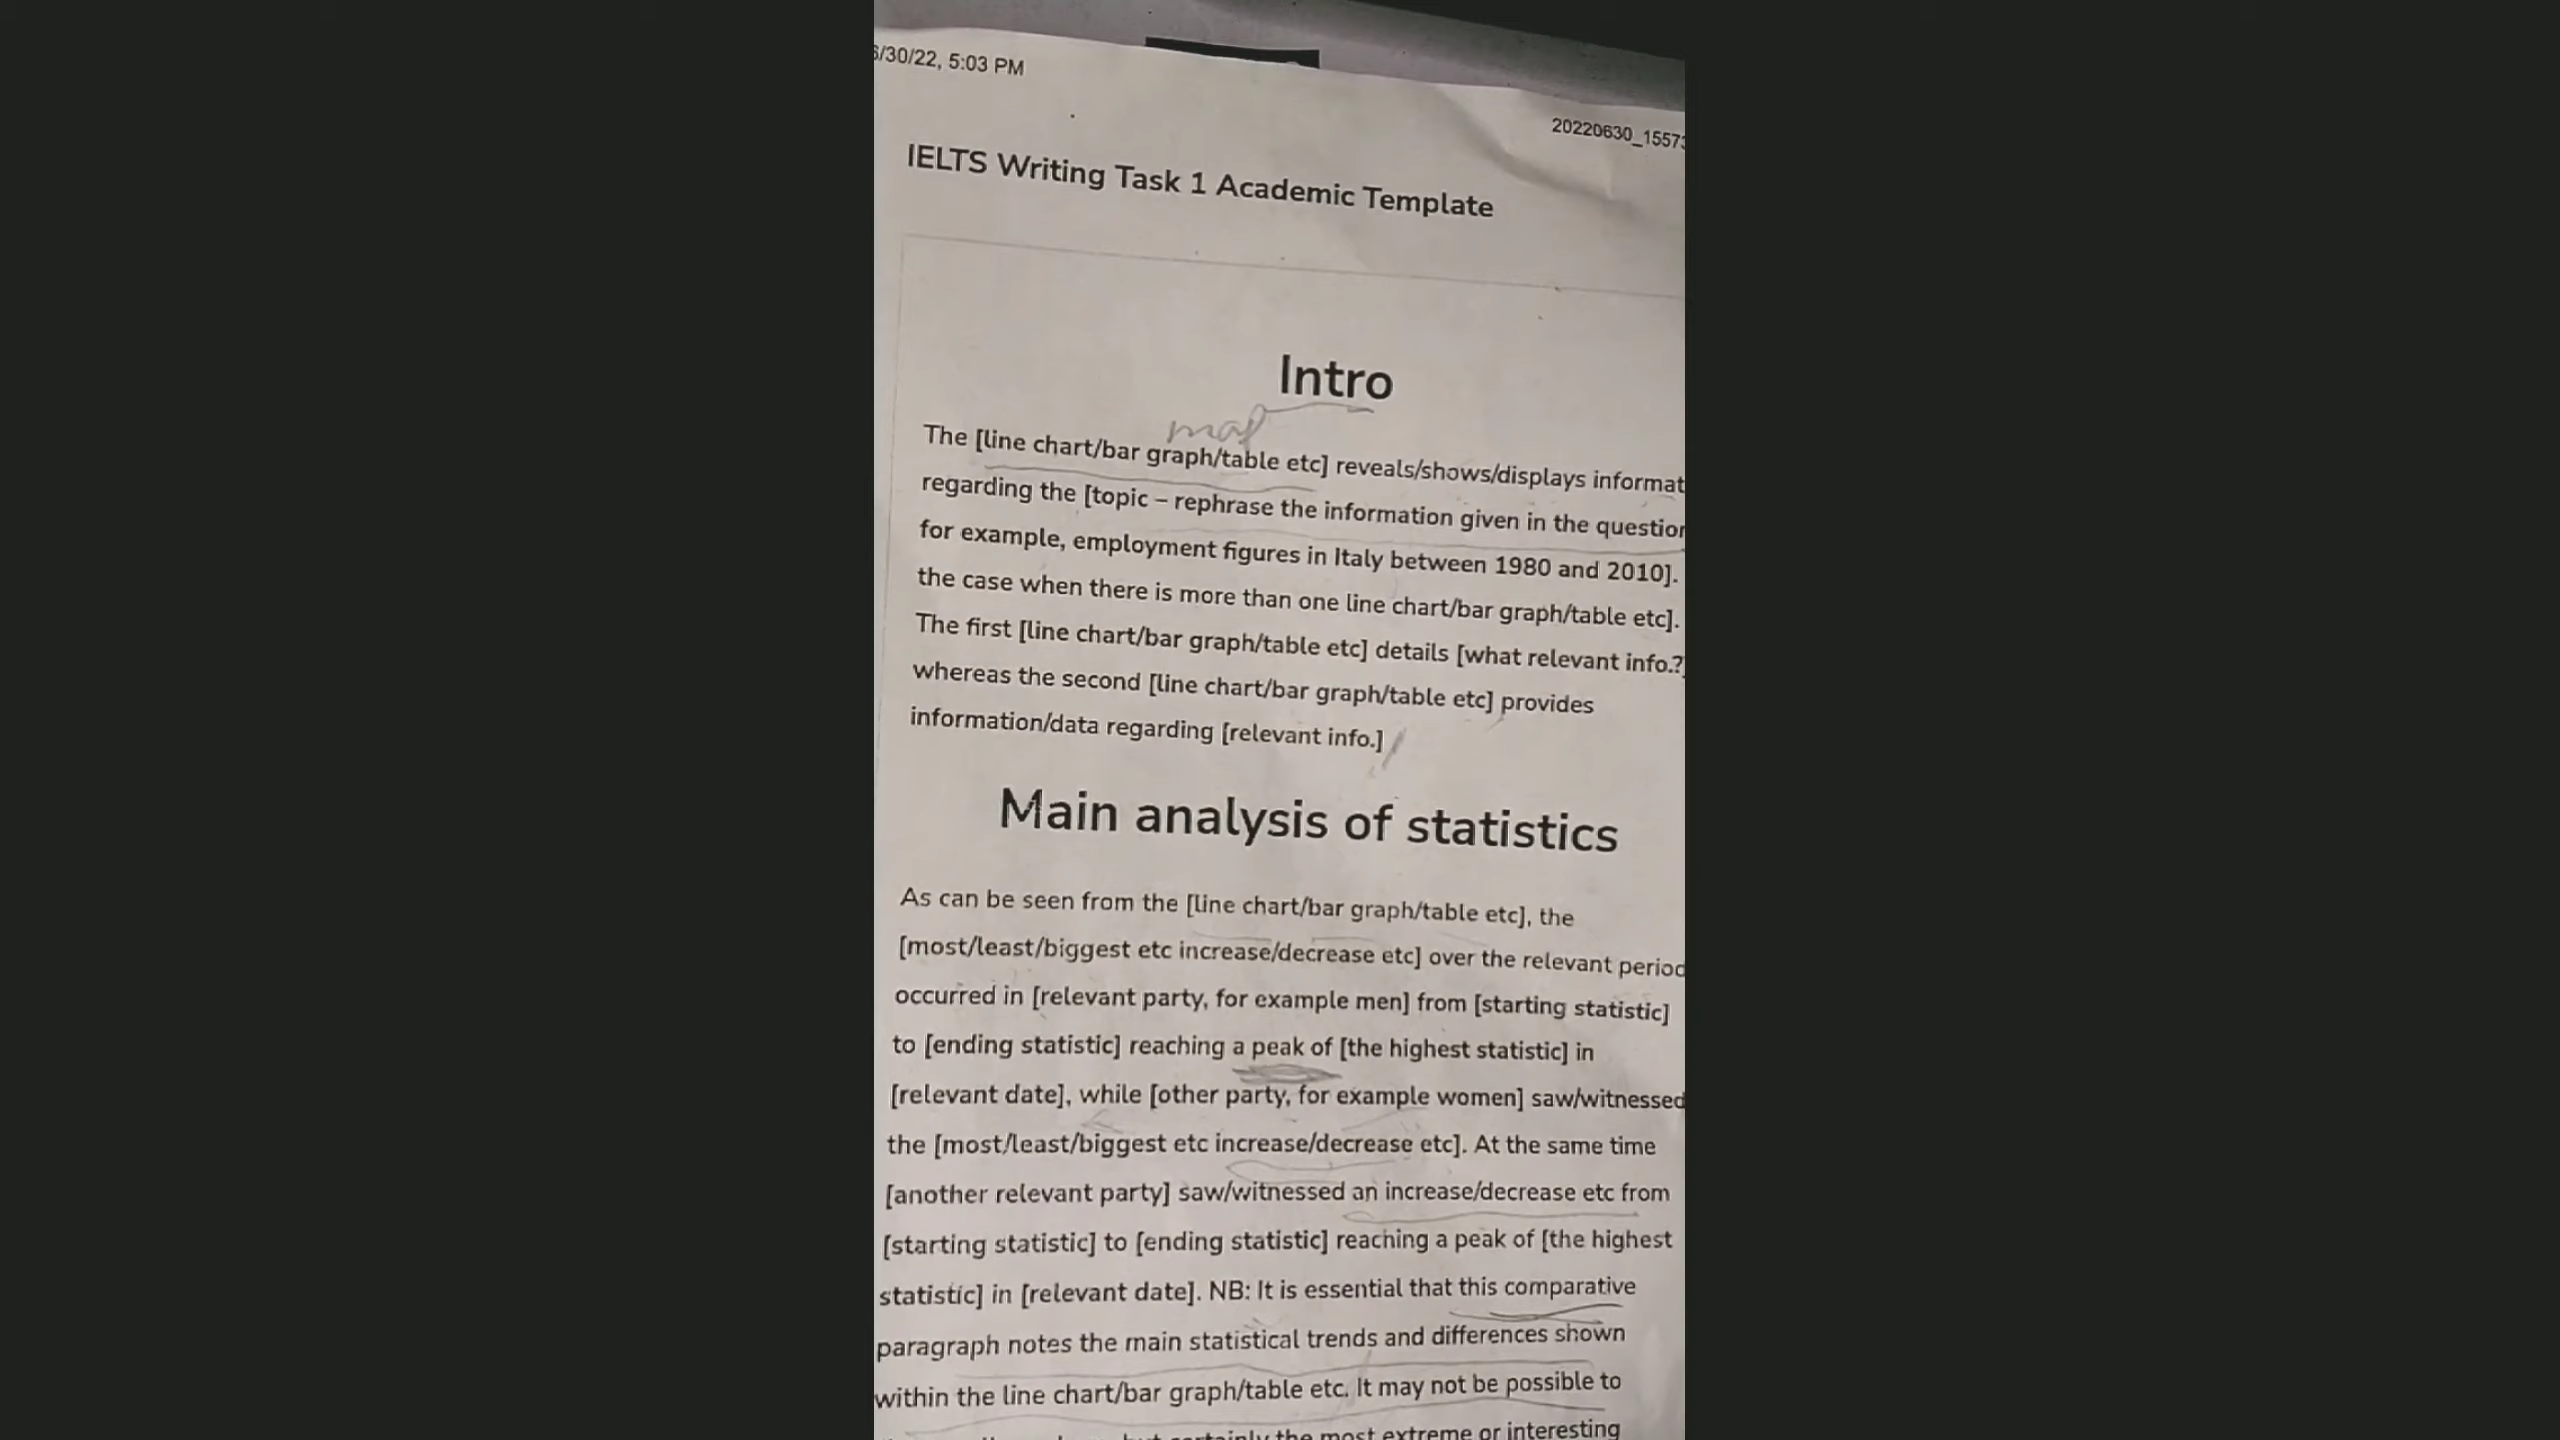 6/30/22, 5:03 PM
20220630_15573
IELTS Writing Task 1 Academic Template
Intro
map
The [line chart/bar graph/table etc] reveals/shows/displays informat
regarding the [topic – rephrase the information given in the question
for example, employment figures in Italy between 1980 and 2010].
the case when there is more than one line chart/bar graph/table etc].
The first [line chart/bar graph/table etc] details [what relevant info.?]
whereas the second [line chart/bar graph/table etc] provides
information/data regarding [relevant info.]
Main analysis of statistics
As can be seen from the [line chart/bar graph/table etc], the
[most/least/biggest etc increase/decrease etc] over the relevant period
occurred in [relevant party, for example men] from [starting statistic]
to [ending statistic] reaching a peak of [the highest statistic] in
[relevant date], while [other party, for example women] saw/witnessed
the [most/least/biggest etc increase/decrease etc]. At the same time
[another relevant party] saw/witnessed an increase/decrease etc from
[starting statistic] to [ending statistic] reaching a peak of [the highest
statistic] in [relevant date]. NB: It is essential that this comparative
paragraph notes the main statistical trends and differences shown
within the line chart/bar graph/table etc. It may not be possible to
but certainly the most extreme or interesting